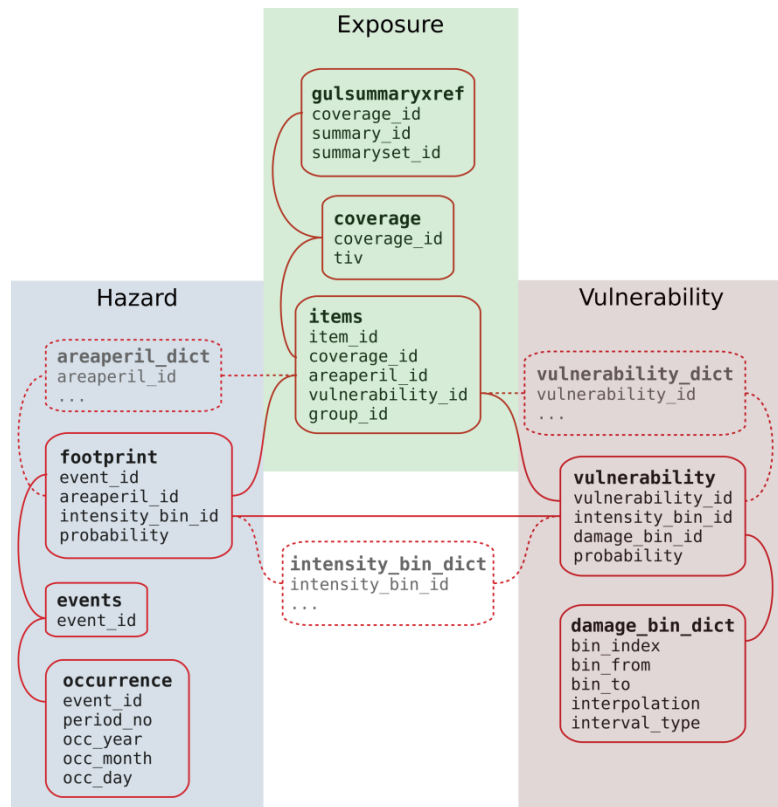 Exposure
gulsummaryxref
coverage_id
summary_id
summaryset_id
coverage
coverage_id
tiv
Hazard
Vulnerability
items
item_id
coverage_id
areaperil_id
vulnerability_id
group_id
areaperil_dict
areaperil_id
...
vulnerability_dict
vulnerability_id
...
footprint
event_id
areaperil_id
intensity_bin_id
probability
vulnerability
vulnerability_id
intensity_bin_id
damage_bin_id
probability
intensity_bin_dict
intensity_bin_id
...
events
event_id
damage_bin_dict
bin_index
bin_from
bin_to
interpolation
interval_type
occurrence
event_id
period_no
occ_year
occ_month
occ_day